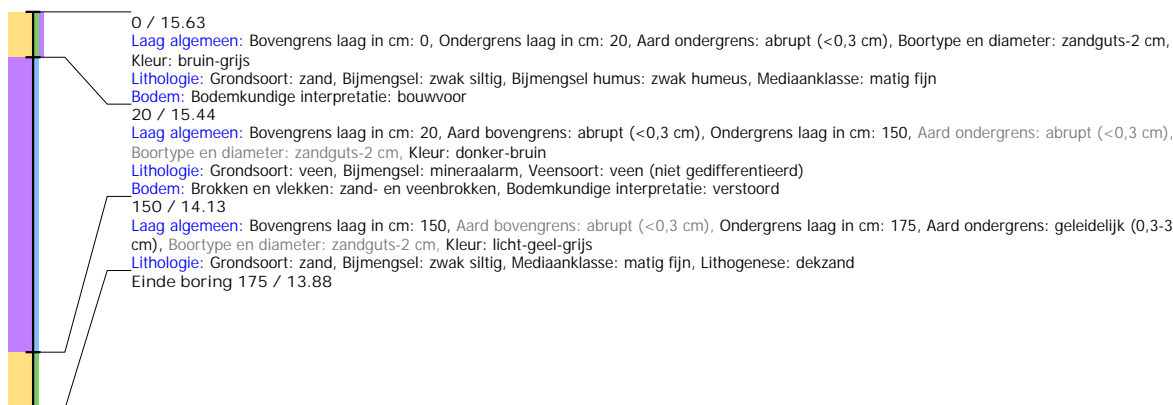 0 / 15.63
Laag algemeen: Bovengrens laag in cm: 0, Ondergrens laag in cm: 20, Aard ondergrens: abrupt (<0,3 cm), Boortype en diameter: zandguts-2 cm,
Kleur: bruin-grijs
Lithologie: Grondsoort: zand, Bijmengsel: zwak siltig, Bijmengsel humus: zwak humeus, Mediaanklasse: matig fijn
Bodem: Bodemkundige interpretatie: bouwvoor
20 / 15.44
Laag algemeen: Bovengrens laag in cm: 20, Aard bovengrens: abrupt (<0,3 cm), Ondergrens laag in cm: 150, Aard ondergrens: abrupt (<0,3 cm),
Boortype en diameter: zandguts-2 cm, Kleur: donker-bruin
Lithologie: Grondsoort: veen, Bijmengsel: mineraalarm, Veensoort: veen (niet gedifferentieerd)
Bodem: Brokken en vlekken: zand- en veenbrokken, Bodemkundige interpretatie: verstoord
150 / 14.13
Laag algemeen: Bovengrens laag in cm: 150, Aard bovengrens: abrupt (<0,3 cm), Ondergrens laag in cm: 175, Aard ondergrens: geleidelijk (0,3-3
cm), Boortype en diameter: zandguts-2 cm, Kleur: licht-geel-grijs
Lithologie: Grondsoort: zand, Bijmengsel: zwak siltig, Mediaanklasse: matig fijn, Lithogenese: dekzand
Einde boring 175 / 13.88